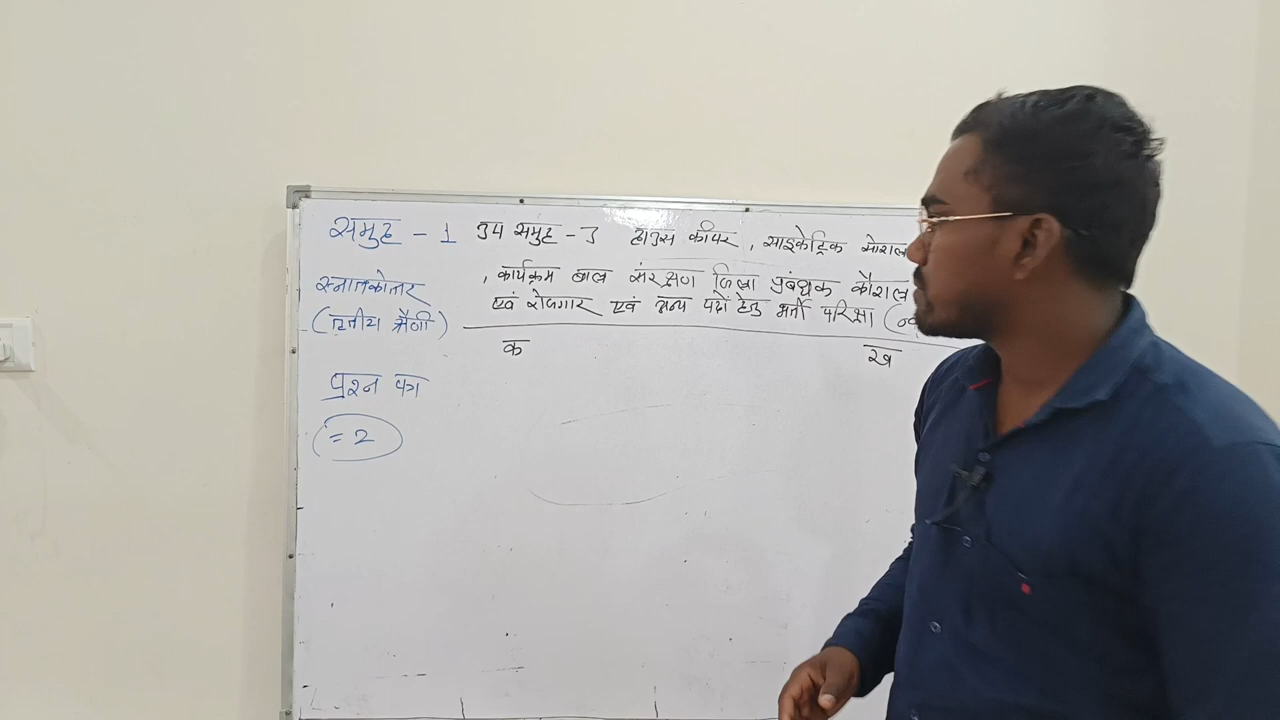 समुह - 1 उप समुह - 3 हाउस कीपर, साइकेट्रिक सोशल
स्नातकोत्तर
, कार्यक्रम बाल संरक्षण जिला प्रबंधक कौशल
(द्वितीय श्रैणी)
एवं रोजगार एवं अन्य पदों हेतु भर्ती परिक्षा (
क ख
प्रश्न पत्र
= 2